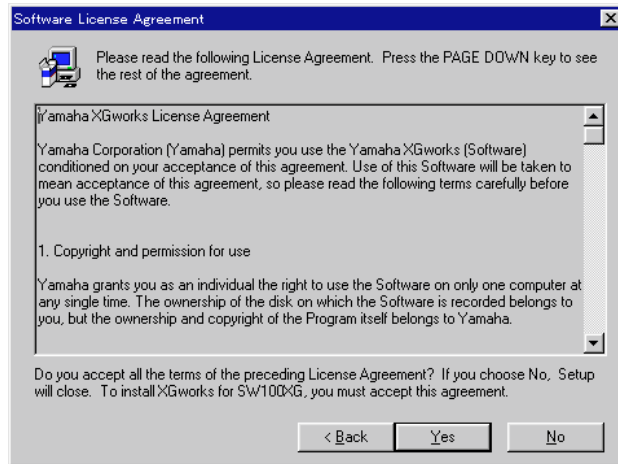 Software License Agreement
Please read the following License Agreement. Press the PAGE DOWN key to see
the rest of the agreement.
Yamaha XGworks License Agreement
Yamaha Corporation (Yamaha) permits you use the Yamaha XGworks (Software)
conditioned on your acceptance of this agreement. Use of this Software will be taken to
mean acceptance of this agreement, so please read the following terms carefully before
you use the Software.
1. Copyright and permission for use
Yamaha grants you as an individual the right to use the Software on only one computer at
any single time. The ownership of the disk on which the Software is recorded belongs to
you, but the ownership and copyright of the Program itself belongs to Yamaha.
Do you accept all the terms of the preceding License Agreement? If you choose No, Setup
will close. To install XGworks for SW100XG, you must accept this agreement.
< Back Yes No